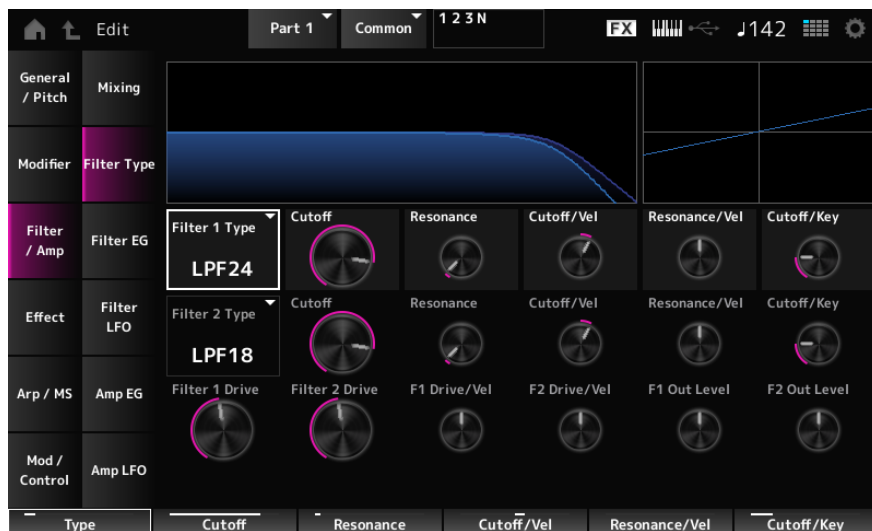 Edit
Part 1
Common
1 2 3 N
FX
♩142
General
/ Pitch
Mixing
Modifier
Filter Type
Filter
/ Amp
Filter EG
Effect
Filter
LFO
Arp / MS
Amp EG
Mod /
Control
Amp LFO
Filter 1 Type
LPF24
Cutoff
Resonance
Cutoff/Vel
Resonance/Vel
Cutoff/Key
Filter 2 Type
LPF18
Cutoff
Resonance
Cutoff/Vel
Resonance/Vel
Cutoff/Key
Filter 1 Drive
Filter 2 Drive
F1 Drive/Vel
F2 Drive/Vel
F1 Out Level
F2 Out Level
Type
Cutoff
Resonance
Cutoff/Vel
Resonance/Vel
Cutoff/Key